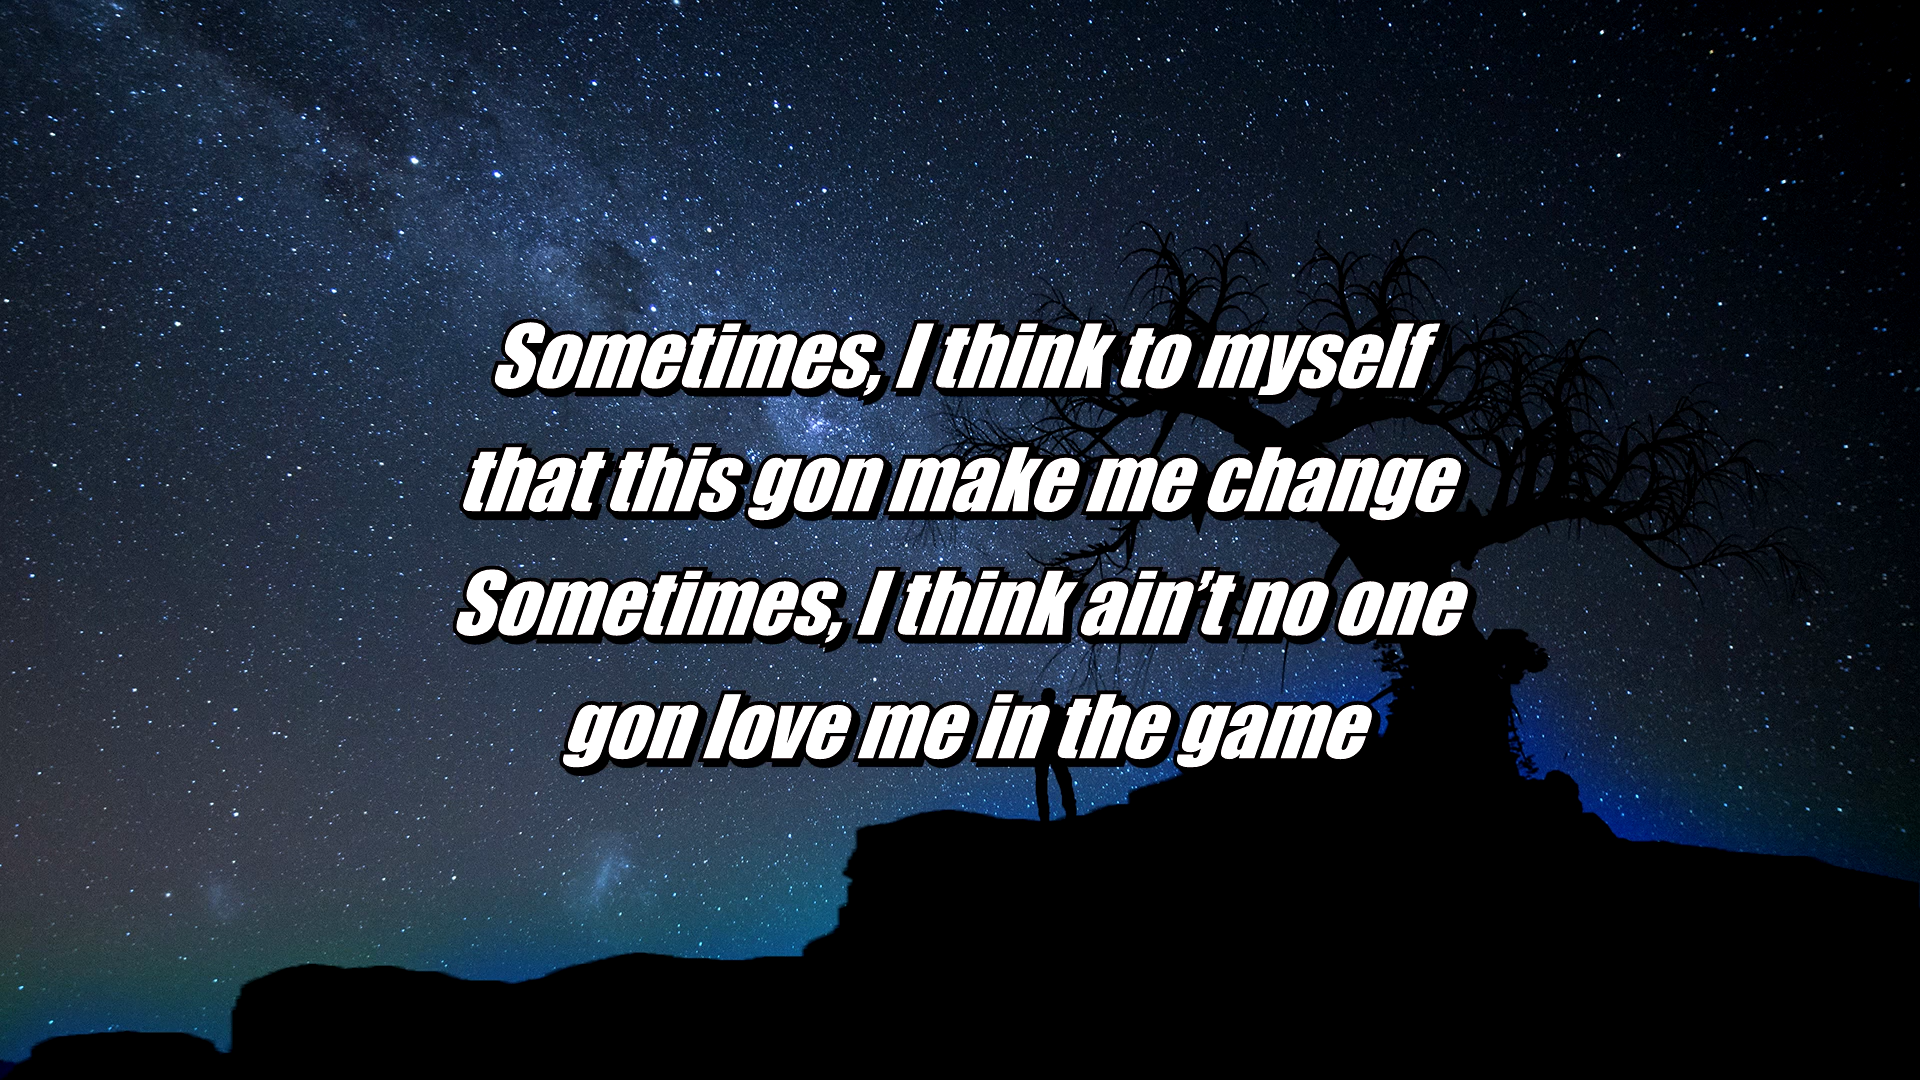 Sometimes, I think to myself
that this gon make me change
Sometimes, I think ain’t no one
gon love me in the game